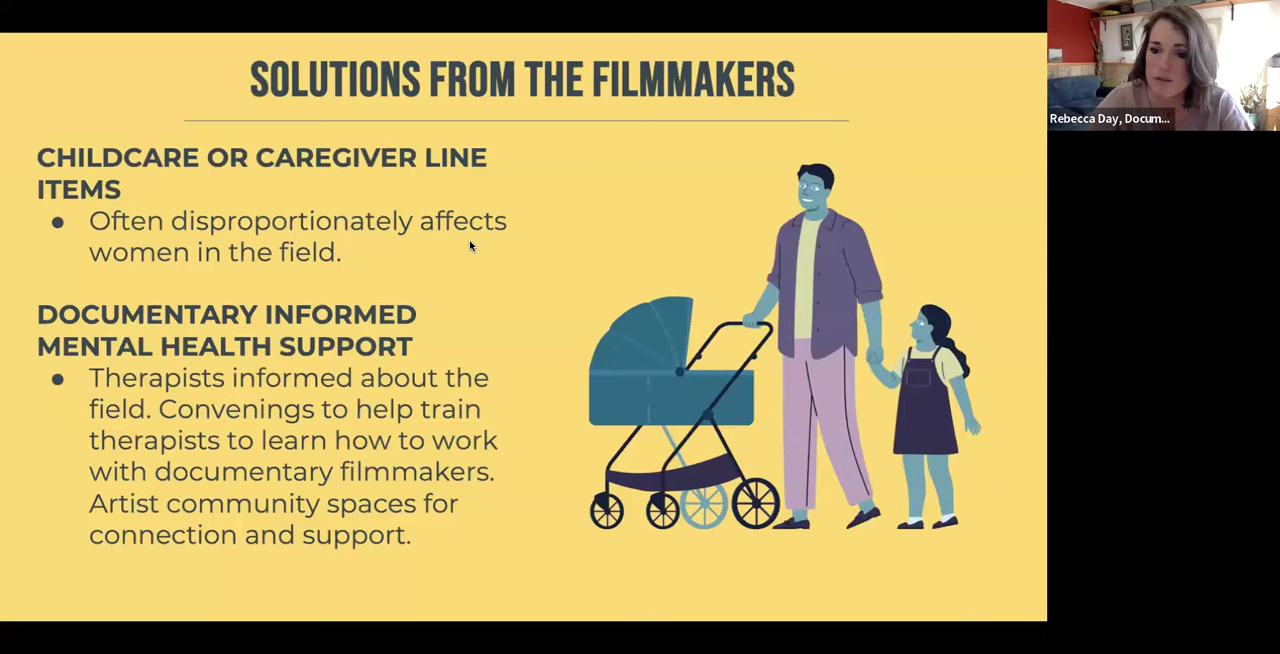 SOLUTIONS FROM THE FILMMAKERS
CHILDCARE OR CAREGIVER LINE
ITEMS
● Often disproportionately affects
women in the field.
DOCUMENTARY INFORMED
MENTAL HEALTH SUPPORT
● Therapists informed about the
field. Convenings to help train
therapists to learn how to work
with documentary filmmakers.
Artist community spaces for
connection and support.
Rebecca Day, Docum...